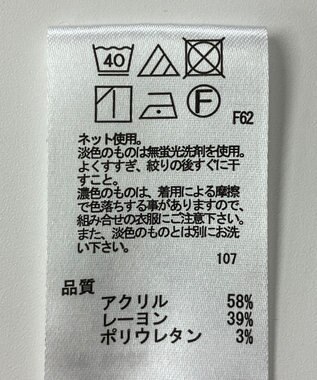 40
F
F62
ネット使用。
淡色のものは無蛍光洗剤を使用。
よくすすぎ、絞りの後すぐに干
すこと。
濃色のものは、着用による摩擦
で色落ちする事がありますので、
組み合せの衣服にご注意下さい。
また、淡色のものとは別にお洗
い下さい。
107
品質
アクリル 58%
レーヨン 39%
ポリウレタン 3%